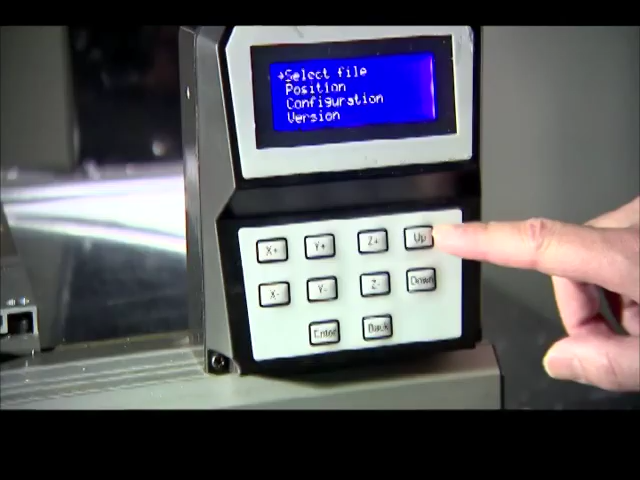 →Select file
Position
Configuration
Version
X+ Y+ Z+ Up
X- Y- Z- Down
Enter Back